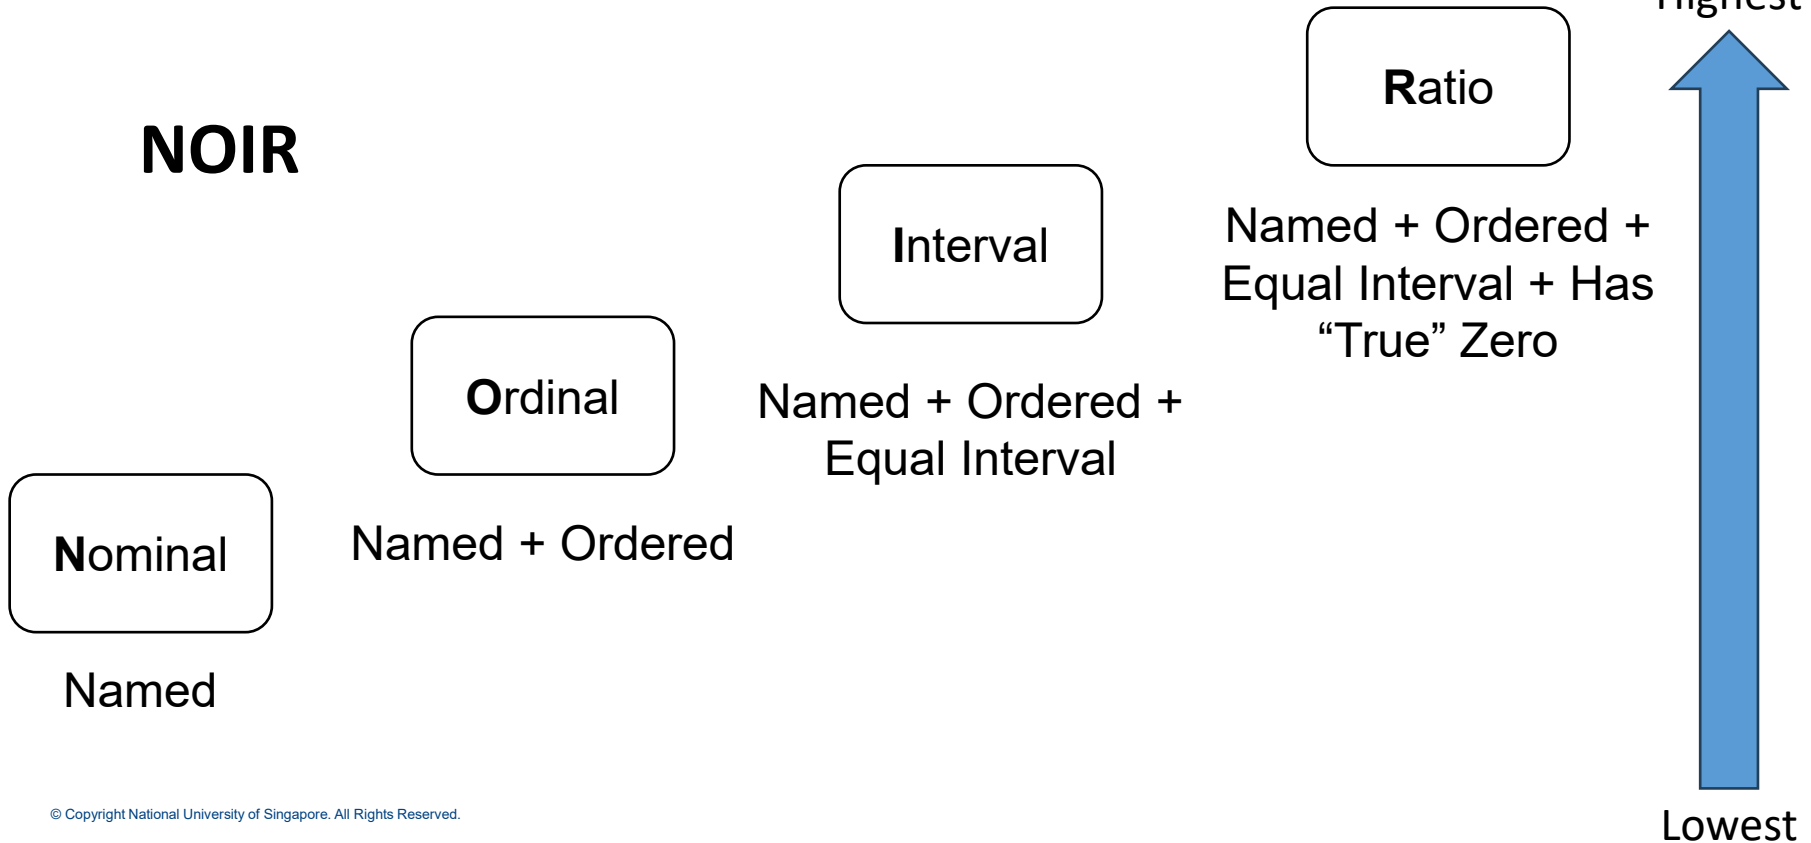 Highest
NOIR
Ratio
Named + Ordered +
Equal Interval + Has
“True” Zero
Interval
Named + Ordered +
Equal Interval
Ordinal
Named + Ordered
Nominal
Named
© Copyright National University of Singapore. All Rights Reserved.
Lowest